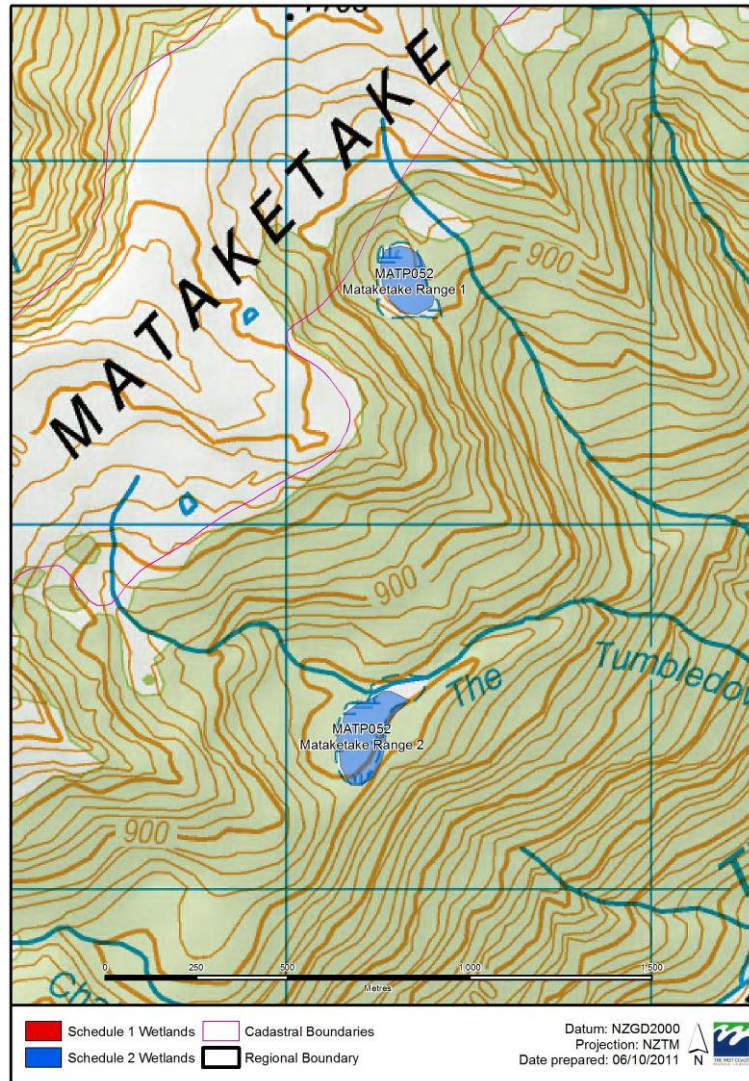 MATAKETAKE
900
MATP052
Mataketake Range 1
900
The
Tumbledo
MATP052
Mataketake Range 2
900
0
250
500
1,000
1,500
Metres
Schedule 1 Wetlands
Cadastral Boundaries
Schedule 2 Wetlands
Regional Boundary
Datum: NZGD2000
Projection: NZTM
Date prepared: 06/10/2011
N